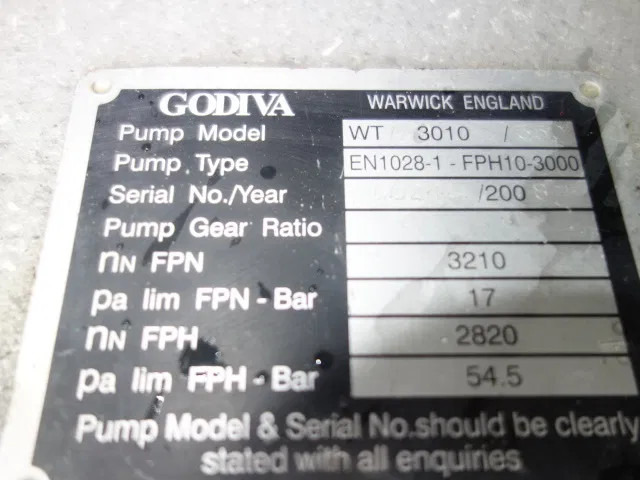 GODIVA WARWICK ENGLAND
Pump Model WT 3010 /
Pump Type EN1028-1 - FPH10-3000
Serial No./Year /200
Pump Gear Ratio
nN FPN 3210
pa lim FPN - Bar 17
nN FPH 2820
pa lim FPH - Bar 54.5
Pump Model & Serial No. should be clearly
stated with all enquiries